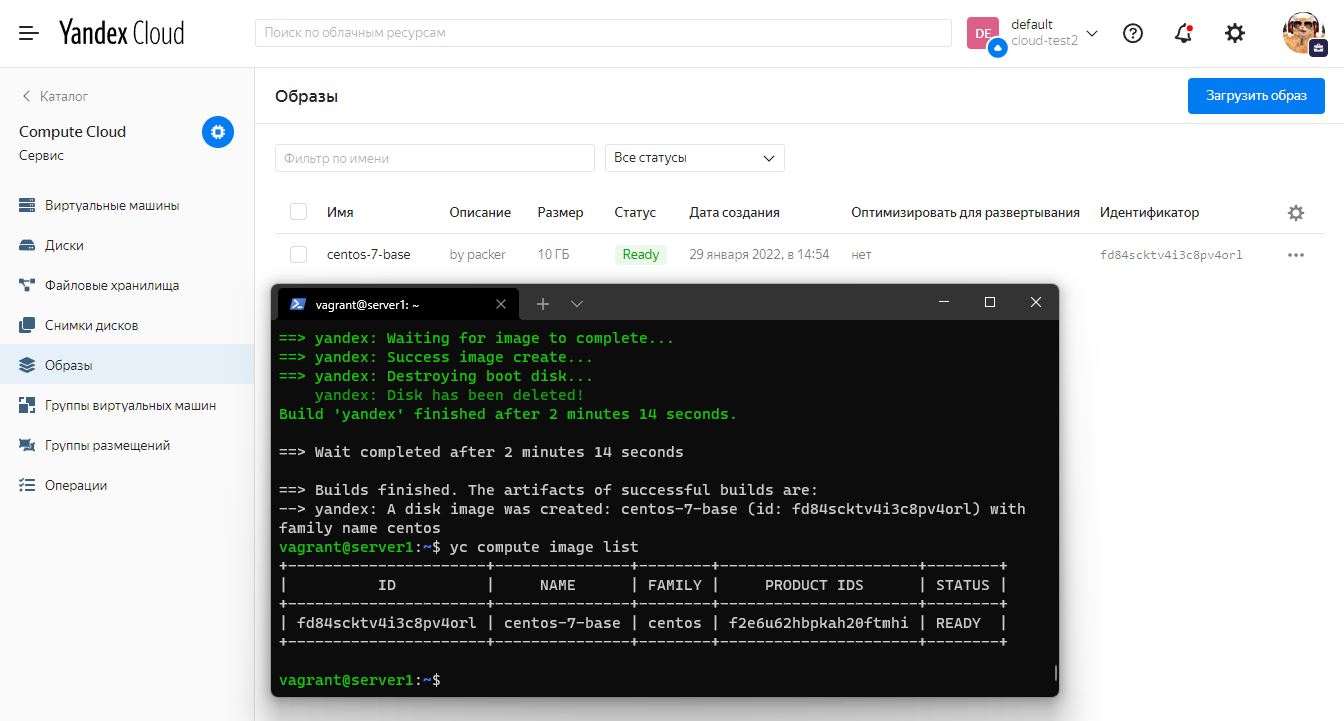 Yandex Cloud
Поиск по облачным ресурсам
DE
default
cloud-test2
Каталог
Compute Cloud
Сервис
Виртуальные машины
Диски
Файловые хранилища
Снимки дисков
Образы
Группы виртуальных машин
Группы размещений
Операции
Образы
Загрузить образ
Фильтр по имени
Все статусы
Имя Описание Размер Статус Дата создания Оптимизировать для развертывания Идентификатор
centos-7-base by packer 10 ГБ Ready 29 января 2022, в 14:54 нет fd84scktv4i3c8pv4orl
vagrant@server1: ~
==> yandex: Waiting for image to complete...
==> yandex: Success image create...
==> yandex: Destroying boot disk...
yandex: Disk has been deleted!
Build 'yandex' finished after 2 minutes 14 seconds.
==> Wait completed after 2 minutes 14 seconds
==> Builds finished. The artifacts of successful builds are:
--> yandex: A disk image was created: centos-7-base (id: fd84scktv4i3c8pv4orl) with
family name centos
vagrant@server1:~$ yc compute image list
+----------------------+---------------+--------+----------------------+--------+
| ID | NAME | FAMILY | PRODUCT IDS | STATUS |
+----------------------+---------------+--------+----------------------+--------+
| fd84scktv4i3c8pv4orl | centos-7-base | centos | f2e6u62hbpkah20ftmhi | READY |
+----------------------+---------------+--------+----------------------+--------+
vagrant@server1:~$